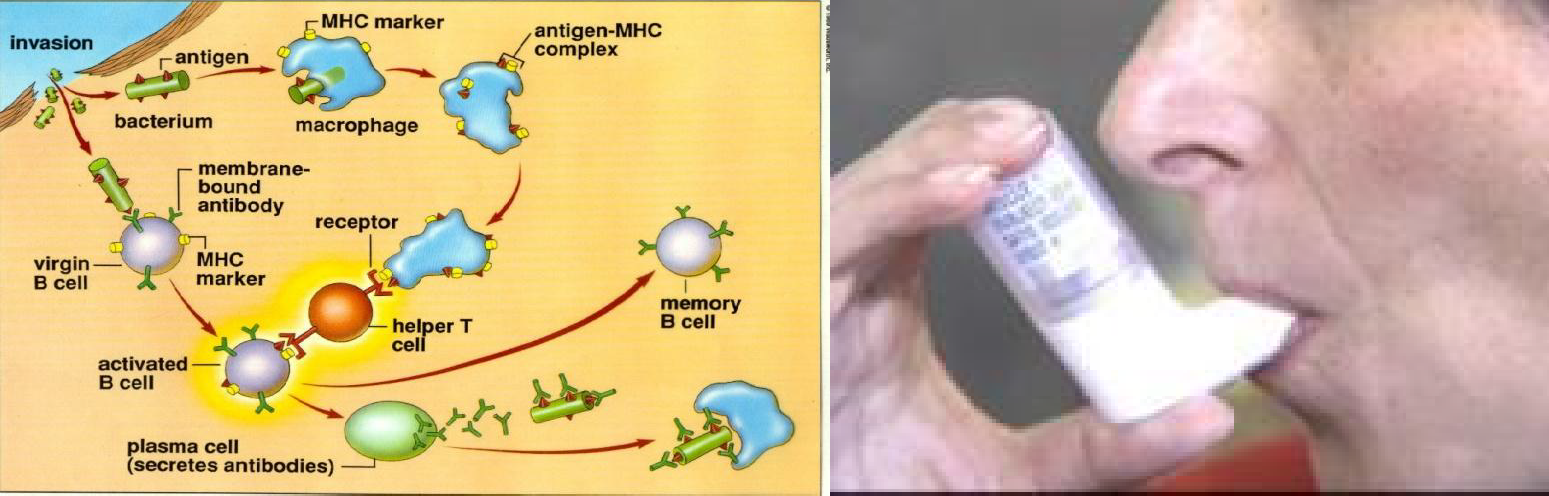 invasion
antigen
bacterium
MHC marker
macrophage
antigen-MHC
complex
membrane-
bound
antibody
virgin
B cell
MHC
marker
receptor
helper T
cell
activated
B cell
memory
B cell
plasma cell
(secretes antibodies)